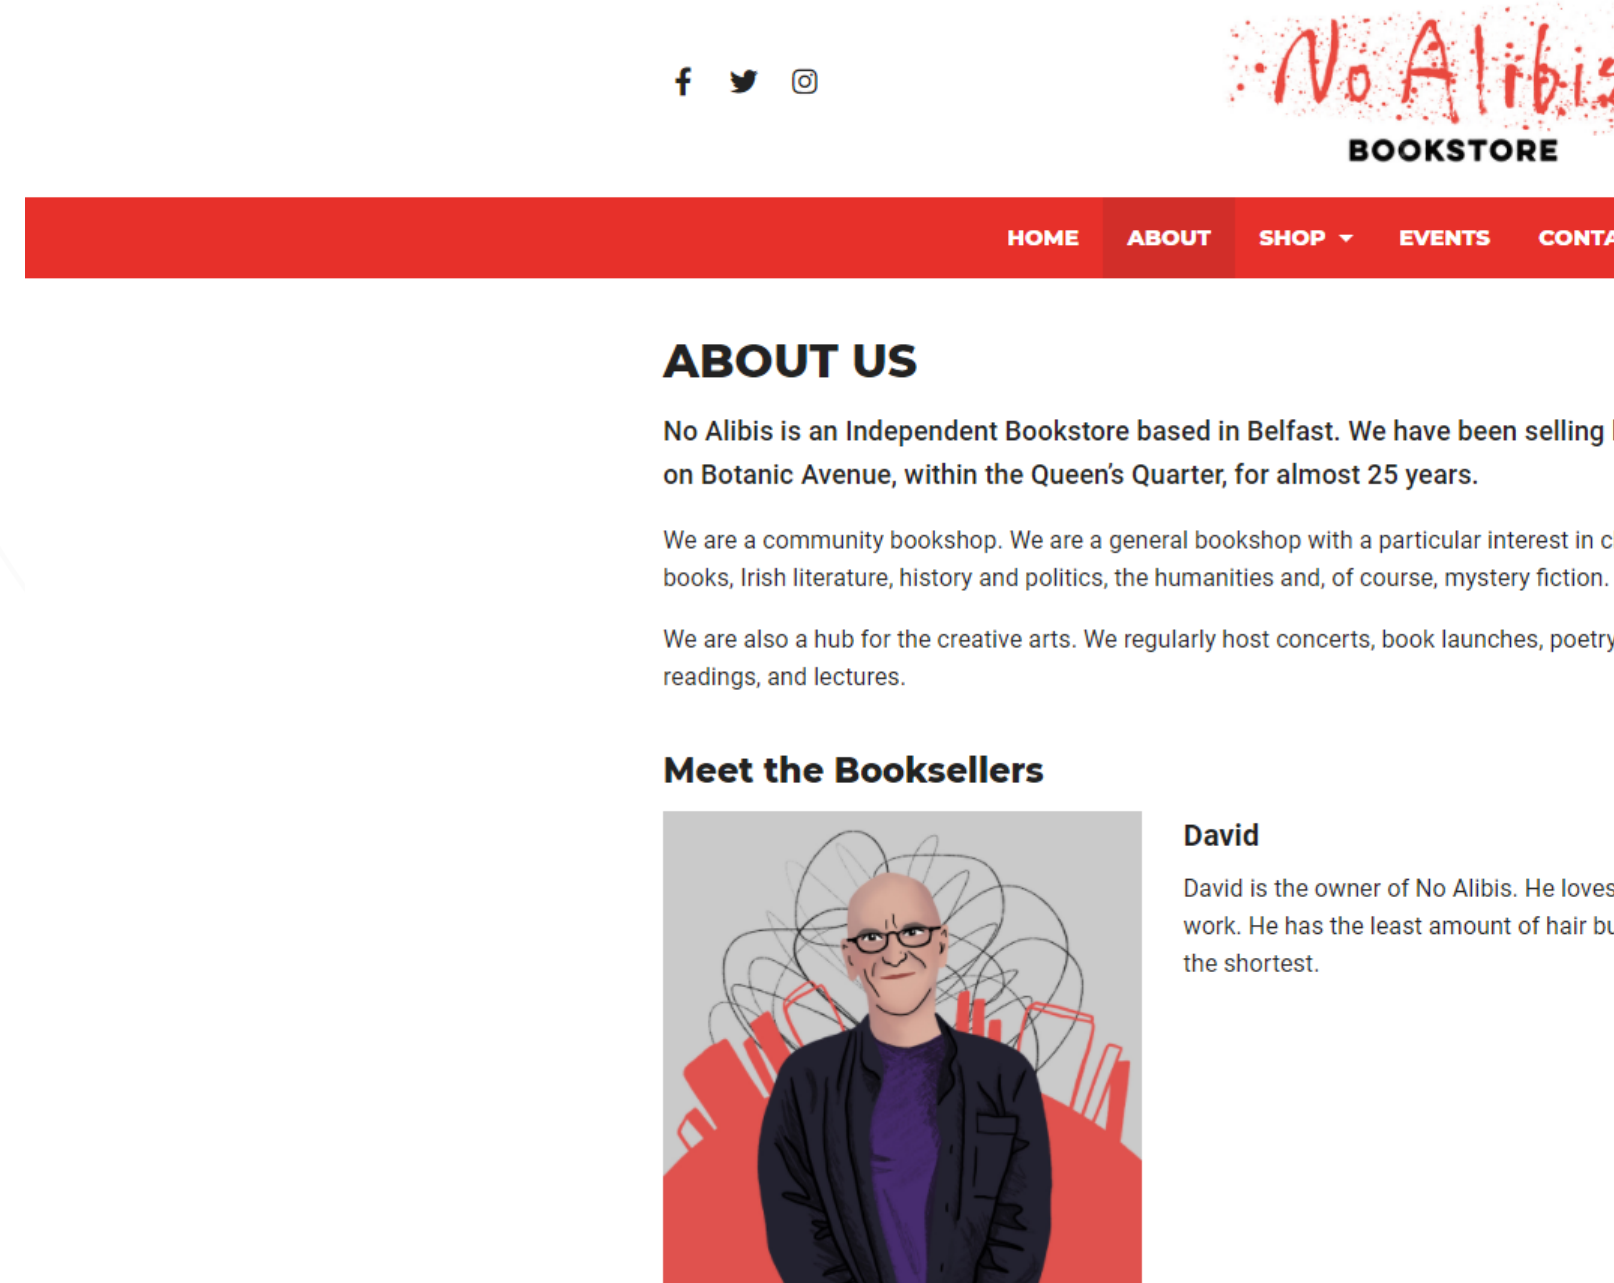 No Alibis
BOOKSTORE
HOME ABOUT SHOP EVENTS CONTA
ABOUT US
No Alibis is an Independent Bookstore based in Belfast. We have been selling
on Botanic Avenue, within the Queen’s Quarter, for almost 25 years.
We are a community bookshop. We are a general bookshop with a particular interest in c
books, Irish literature, history and politics, the humanities and, of course, mystery fiction.
We are also a hub for the creative arts. We regularly host concerts, book launches, poetry
readings, and lectures.
Meet the Booksellers
David
David is the owner of No Alibis. He loves
work. He has the least amount of hair bu
the shortest.